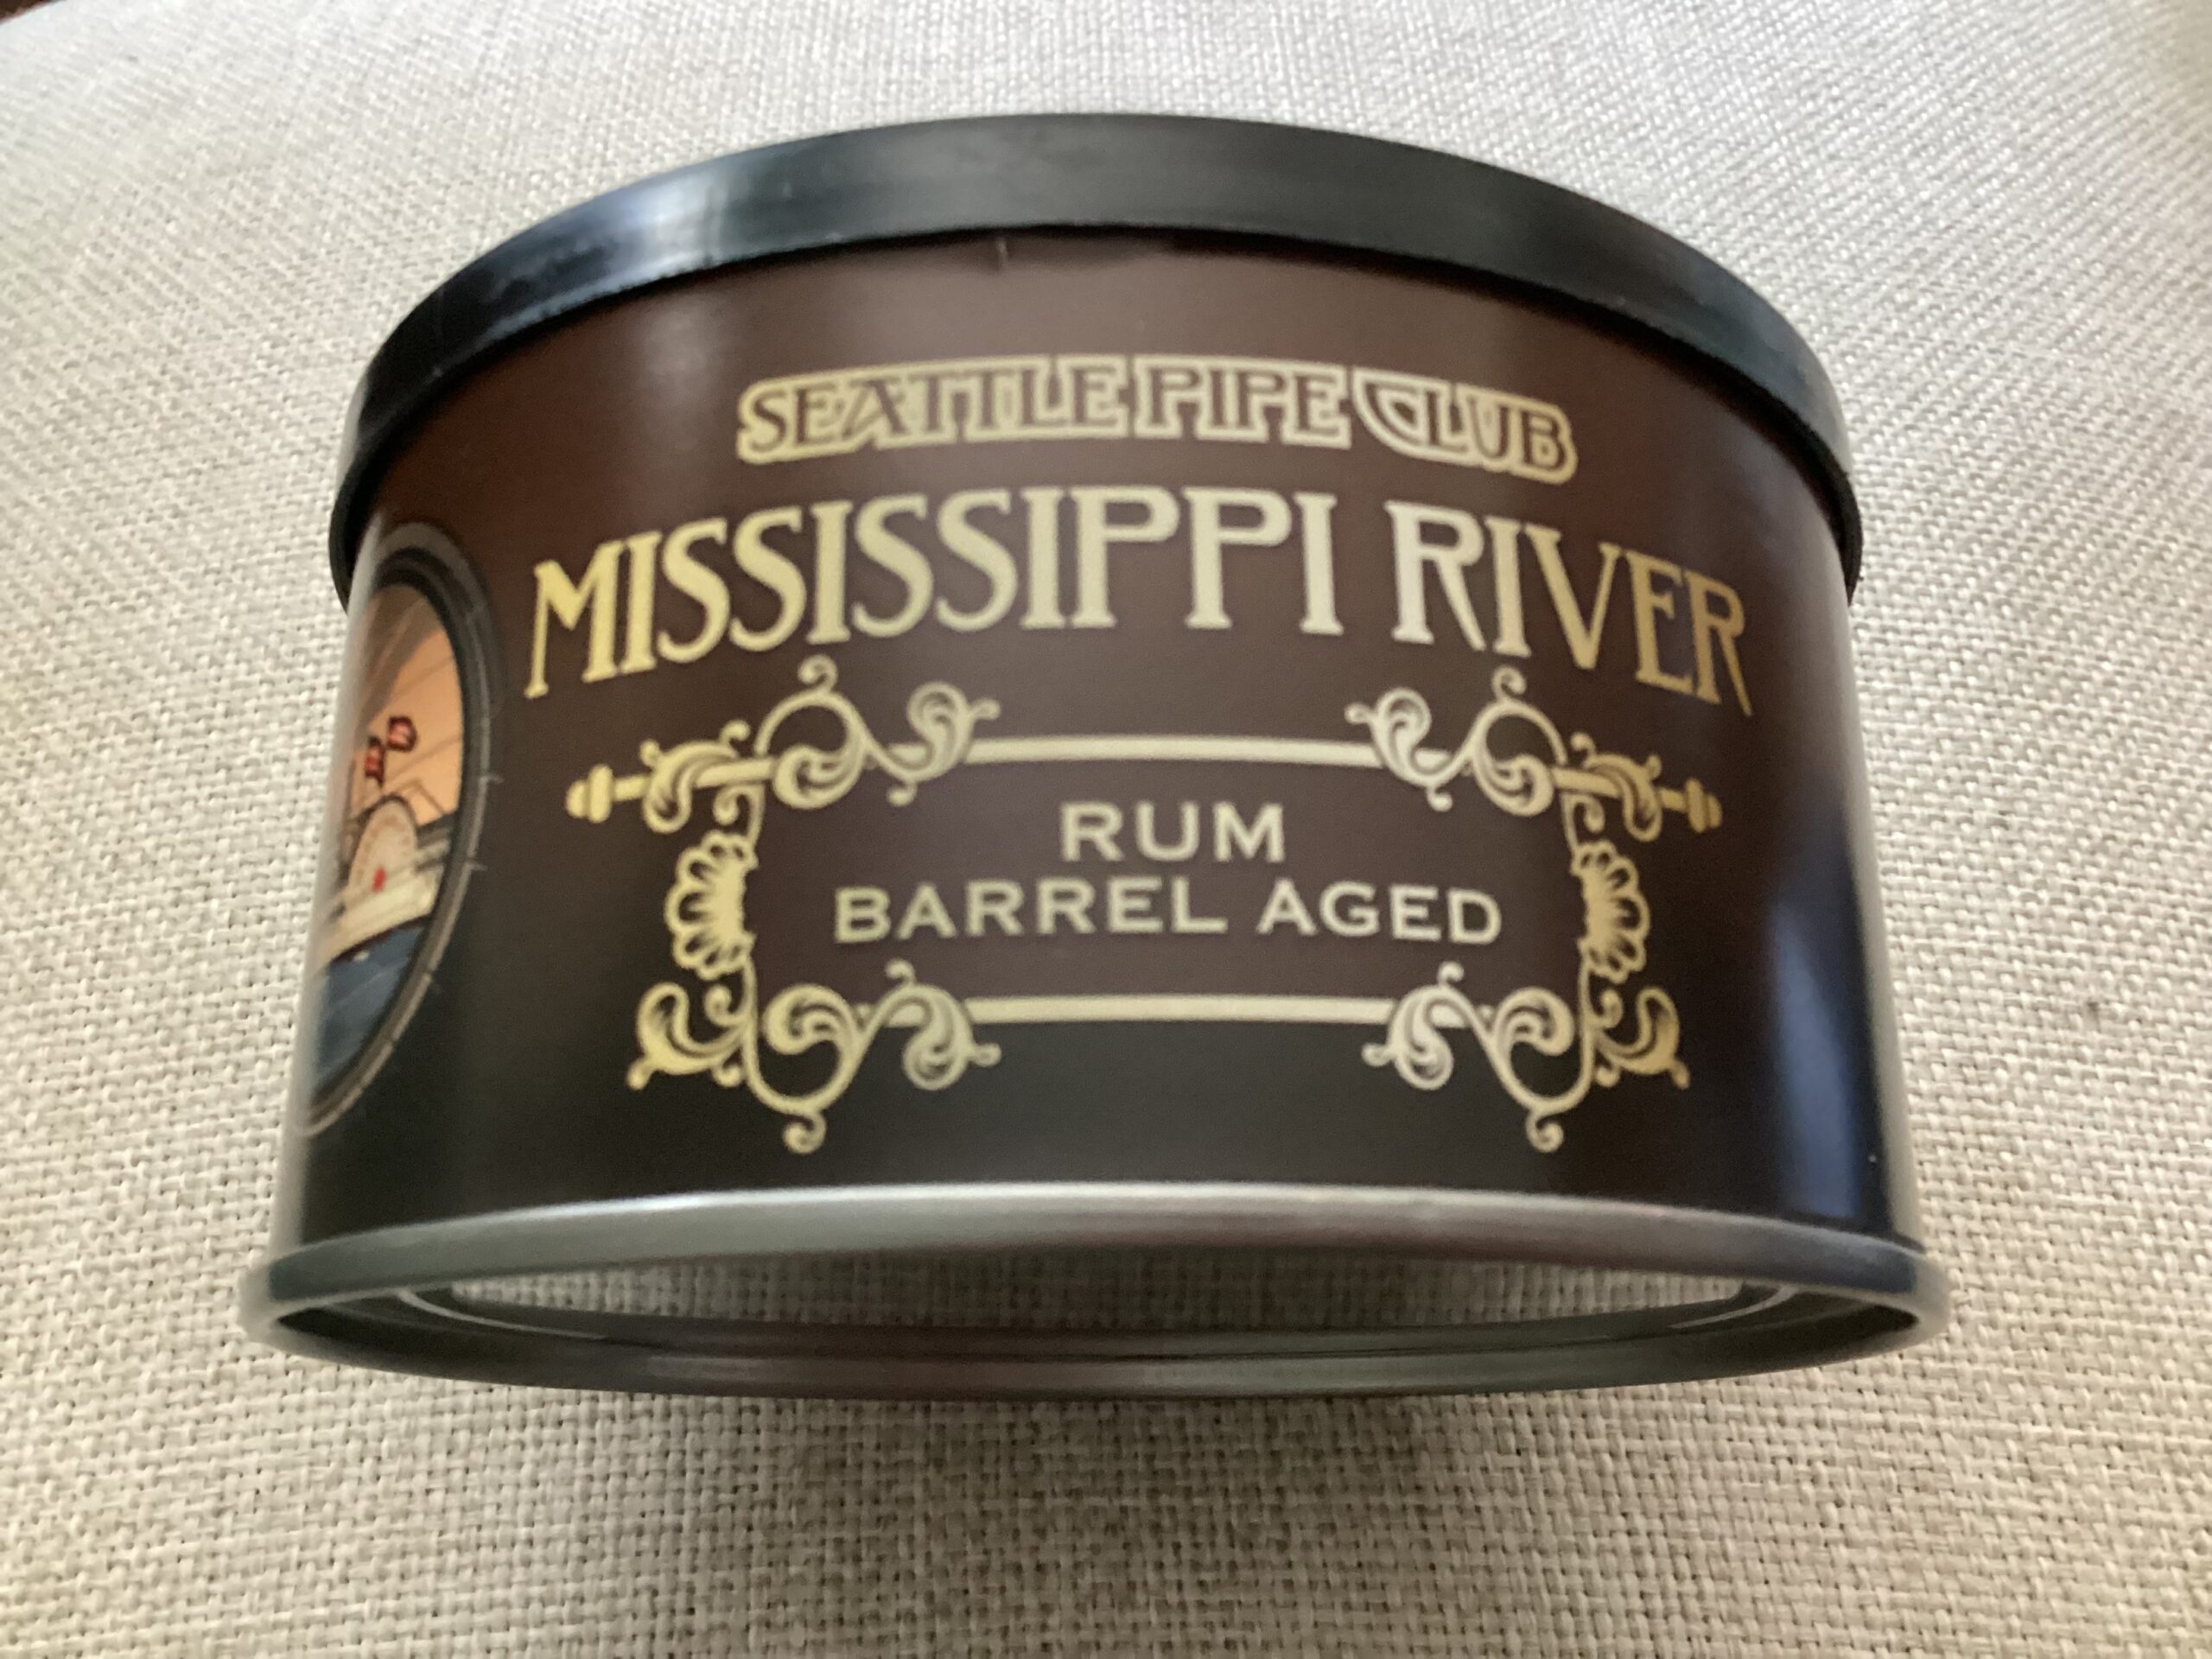 SEATTLE PIPE CLUB
MISSISSIPPI RIVER
RUM
BARREL AGED